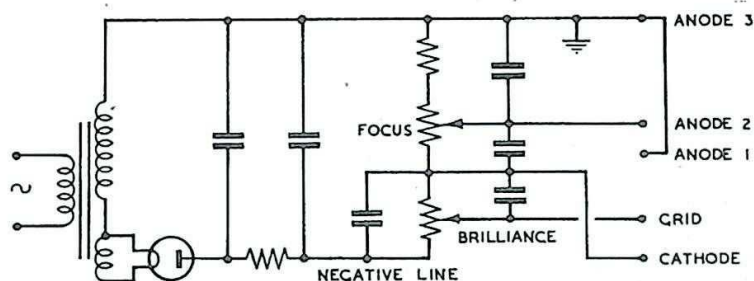 ANODE 3
FOCUS
ANODE 2
ANODE 1
BRILLIANCE
GRID
NEGATIVE LINE
CATHODE